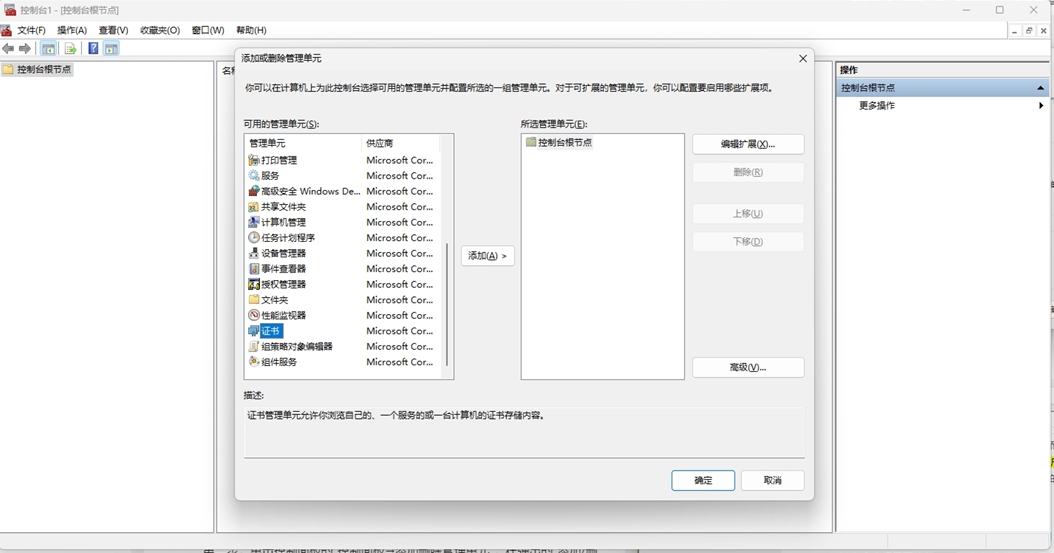 控制台1 - [控制台根节点]
文件(F) 操作(A) 查看(V) 收藏夹(O) 窗口(W) 帮助(H)
控制台根节点
操作
控制台根节点
更多操作
添加或删除管理单元
你可以在计算机上为此控制台选择可用的管理单元并配置所选的一组管理单元。对于可扩展的管理单元，你可以配置要启用哪些扩展项。
可用的管理单元(S):
管理单元 供应商
打印管理 Microsoft Cor...
服务 Microsoft Cor...
高级安全 Windows De... Microsoft Cor...
共享文件夹 Microsoft Cor...
计算机管理 Microsoft Cor...
任务计划程序 Microsoft Cor...
设备管理器 Microsoft Cor...
事件查看器 Microsoft Cor...
授权管理器 Microsoft Cor...
文件夹 Microsoft Cor...
性能监视器 Microsoft Cor...
证书 Microsoft Cor...
组策略对象编辑器 Microsoft Cor...
组件服务 Microsoft Cor...
添加(A) >
所选管理单元(E):
控制台根节点
编辑扩展(X)...
删除(R)
上移(U)
下移(D)
高级(V)...
描述:
证书管理单元允许你浏览自己的、一个服务的或一台计算机的证书存储内容。
确定 取消